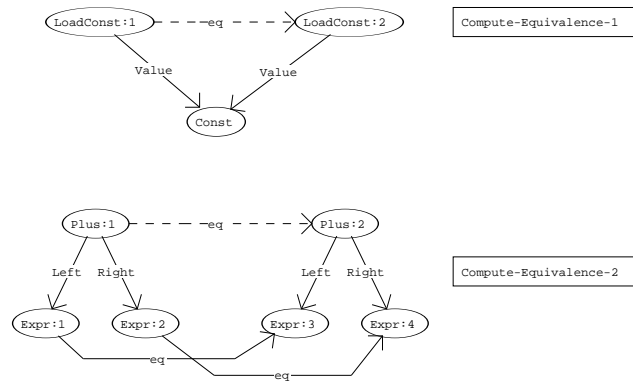 LoadConst:1
eq
LoadConst:2
Compute-Equivalence-1
Value
Value
Const
Plus:1
eq
Plus:2
Left
Right
Left
Right
Compute-Equivalence-2
Expr:1
Expr:2
Expr:3
Expr:4
eq
eq